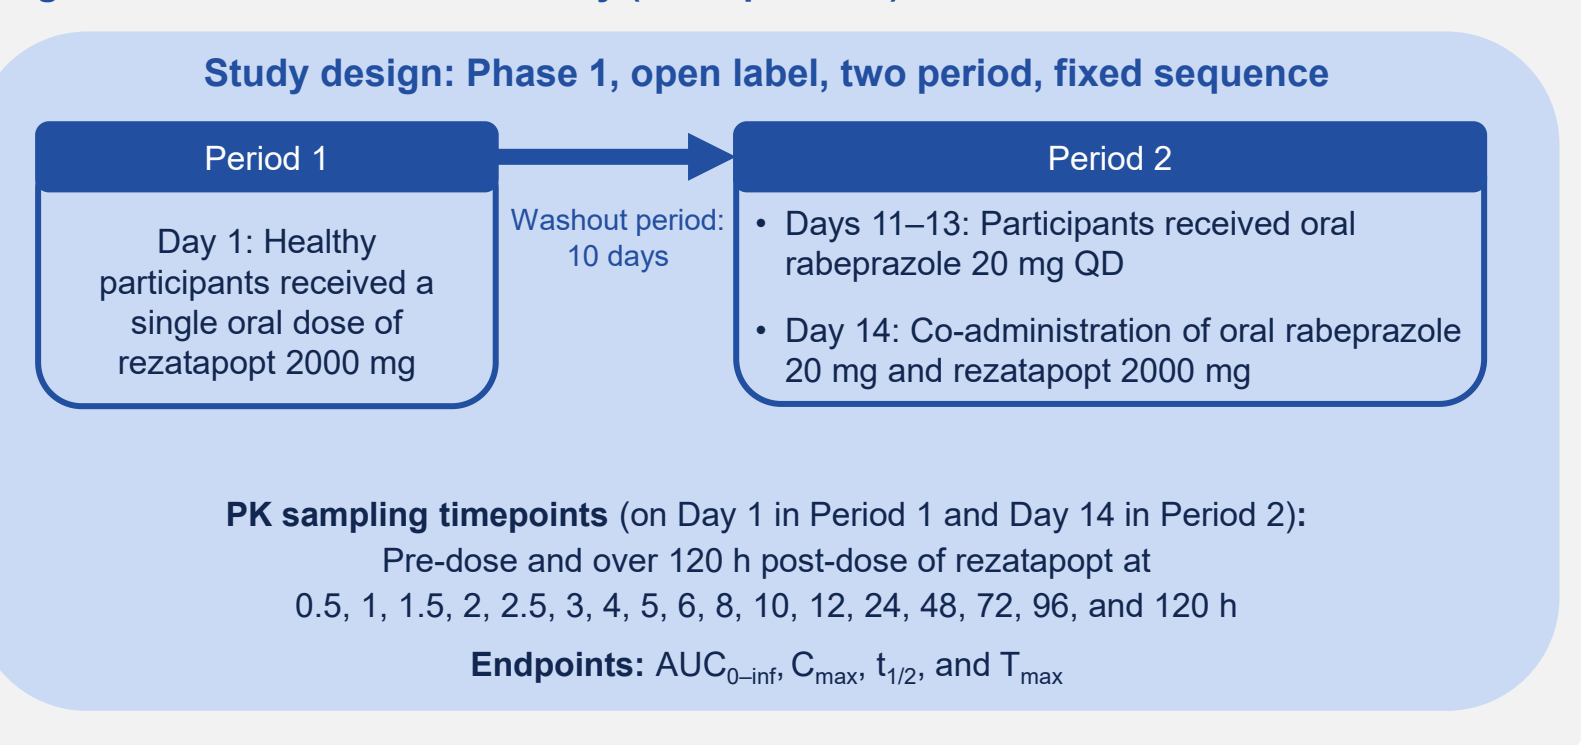 Study design: Phase 1, open label, two period, fixed sequence
Period 1
Day 1: Healthy
participants received a
single oral dose of
rezatapopt 2000 mg
Washout period:
10 days
Period 2
• Days 11–13: Participants received oral
rabeprazole 20 mg QD
• Day 14: Co-administration of oral rabeprazole
20 mg and rezatapopt 2000 mg
PK sampling timepoints (on Day 1 in Period 1 and Day 14 in Period 2):
Pre-dose and over 120 h post-dose of rezatapopt at
0.5, 1, 1.5, 2, 2.5, 3, 4, 5, 6, 8, 10, 12, 24, 48, 72, 96, and 120 h
Endpoints: AUC0–inf, Cmax, t1/2, and Tmax